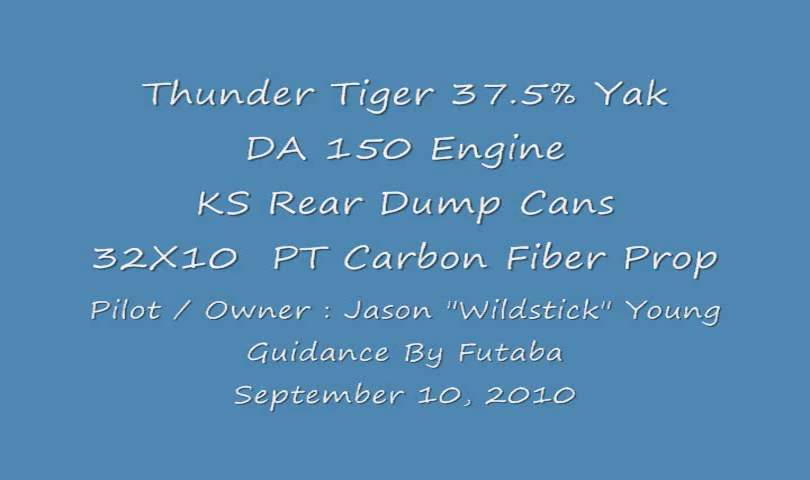 Thunder Tiger 37.5% Yak
DA 150 Engine
KS Rear Dump Cans
32X10 PT Carbon Fiber Prop
Pilot / Owner : Jason "Wildstick" Young
Guidance By Futaba
September 10, 2010